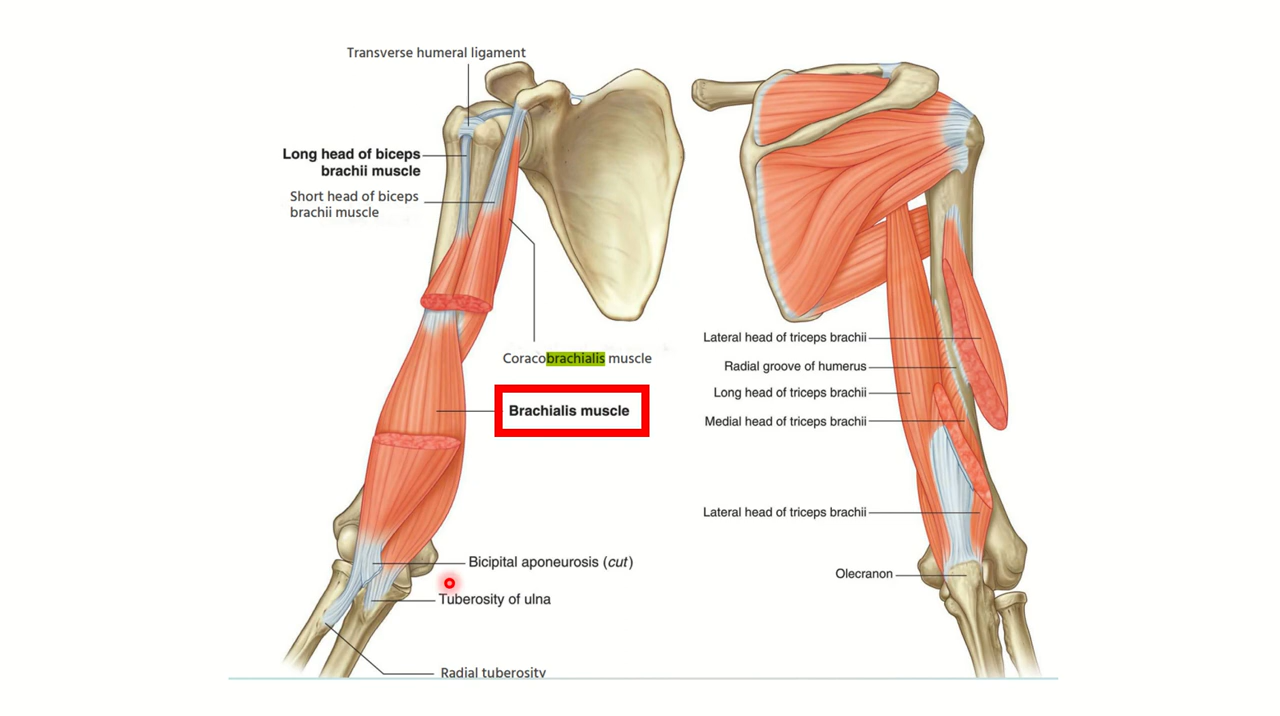 Transverse humeral ligament
Long head of biceps
brachii muscle
Short head of biceps
brachii muscle
Coracobrachialis muscle
Brachialis muscle
Bicipital aponeurosis (cut)
Tuberosity of ulna
Radial tuberosity
Lateral head of triceps brachii
Radial groove of humerus
Long head of triceps brachii
Medial head of triceps brachii
Lateral head of triceps brachii
Olecranon